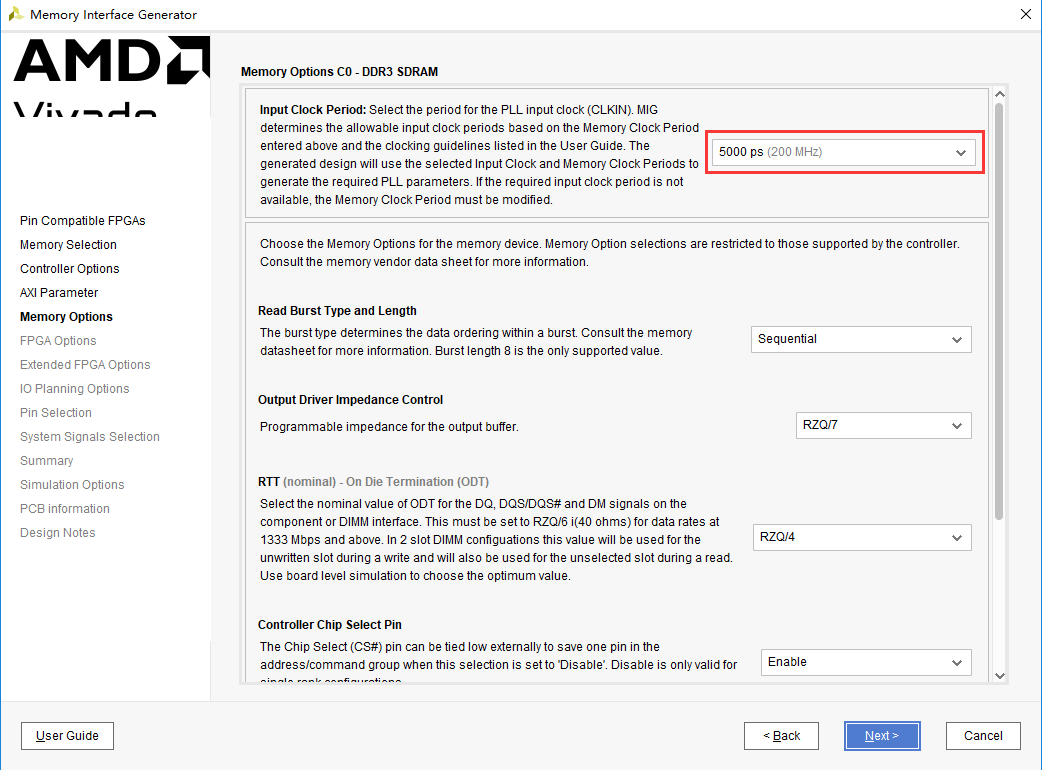 Memory Interface Generator
AMD
Vivado
Pin Compatible FPGAs
Memory Selection
Controller Options
AXI Parameter
Memory Options
FPGA Options
Extended FPGA Options
IO Planning Options
Pin Selection
System Signals Selection
Summary
Simulation Options
PCB information
Design Notes
Memory Options C0 - DDR3 SDRAM
Input Clock Period: Select the period for the PLL input clock (CLKIN). MIG
determines the allowable input clock periods based on the Memory Clock Period
entered above and the clocking guidelines listed in the User Guide. The
generated design will use the selected Input Clock and Memory Clock Periods to
generate the required PLL parameters. If the required input clock period is not
available, the Memory Clock Period must be modified.
5000 ps (200 MHz)
Choose the Memory Options for the memory device. Memory Option selections are restricted to those supported by the controller.
Consult the memory vendor data sheet for more information.
Read Burst Type and Length
The burst type determines the data ordering within a burst. Consult the memory
datasheet for more information. Burst length 8 is the only supported value.
Sequential
Output Driver Impedance Control
Programmable impedance for the output buffer.
RZQ/7
RTT (nominal) - On Die Termination (ODT)
Select the nominal value of ODT for the DQ, DQS/DQS# and DM signals on the
component or DIMM interface. This must be set to RZQ/6 i(40 ohms) for data rates at
1333 Mbps and above. In 2 slot DIMM configuations this value will be used for the
unwritten slot during a write and will also be used for the unselected slot during a read.
Use board level simulation to choose the optimum value.
RZQ/4
Controller Chip Select Pin
The Chip Select (CS#) pin can be tied low externally to save one pin in the
address/command group when this selection is set to 'Disable'. Disable is only valid for
single rank configurations.
Enable
User Guide
< Back
Next >
Cancel